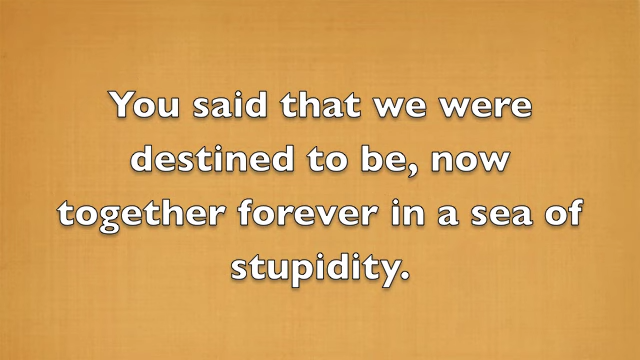 You said that we were
destined to be, now
together forever in a sea of
stupidity.